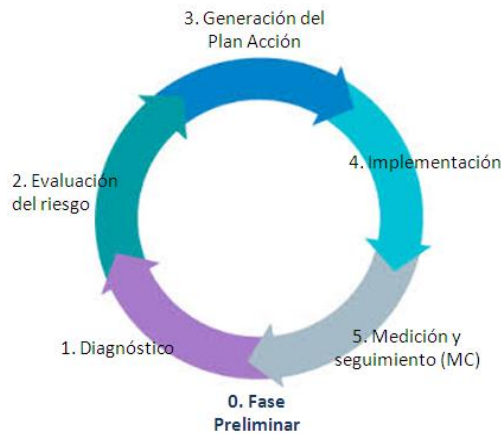 3. Generación del
Plan Acción
4. Implementación
2. Evaluación
del riesgo
5. Medición y
seguimiento (MC)
1. Diagnóstico
0. Fase
Preliminar